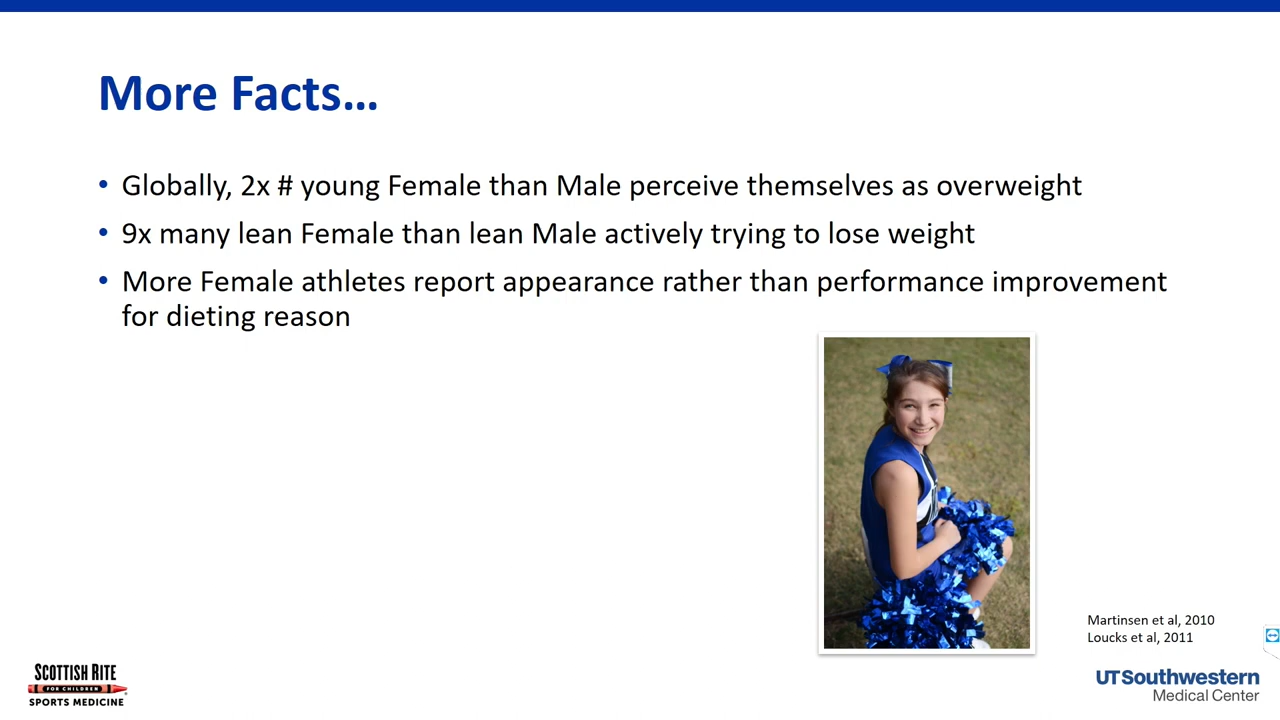 More Facts...
• Globally, 2x # young Female than Male perceive themselves as overweight
• 9x many lean Female than lean Male actively trying to lose weight
• More Female athletes report appearance rather than performance improvement
for dieting reason
Martinsen et al, 2010
Loucks et al, 2011
SCOTTISH RITE
FOR CHILDREN
SPORTS MEDICINE
UTSouthwestern
Medical Center